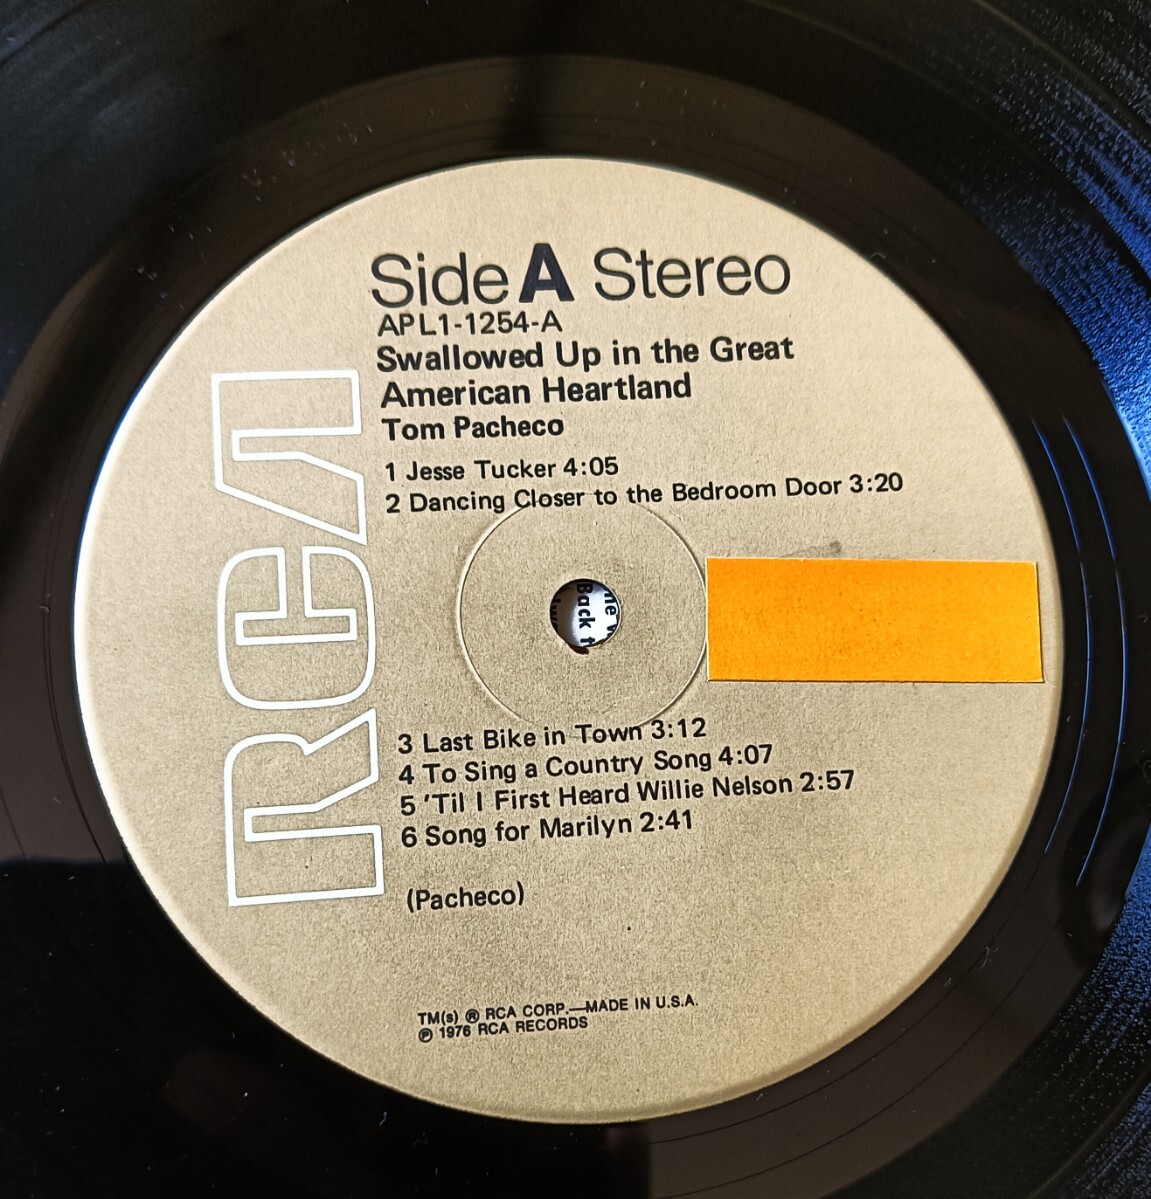 Side A Stereo
APL1-1254-A
Swallowed Up in the Great
American Heartland
Tom Pacheco
1 Jesse Tucker 4:05
2 Dancing Closer to the Bedroom Door 3:20
RCA
Back
3 Last Bike in Town 3:12
4 To Sing a Country Song 4:07
5 'Til I First Heard Willie Nelson 2:57
6 Song for Marilyn 2:41
(Pacheco)
TM(s) ® RCA CORP.—MADE IN U.S.A.
℗ 1976 RCA RECORDS